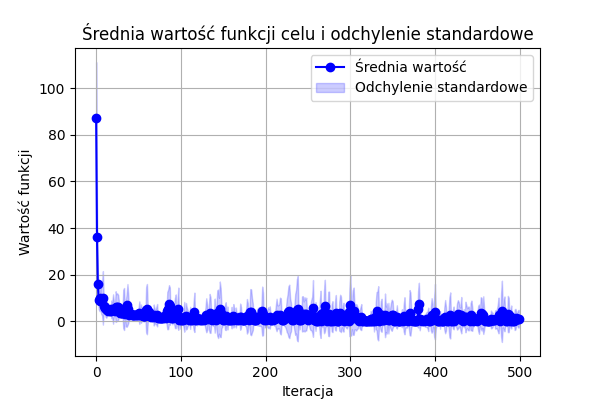 Średnia wartość funkcji celu i odchylenie standardowe
Średnia wartość
Odchylenie standardowe
Wartość funkcji
100
80
60
40
20
0
0 100 200 300 400 500
Iteracja